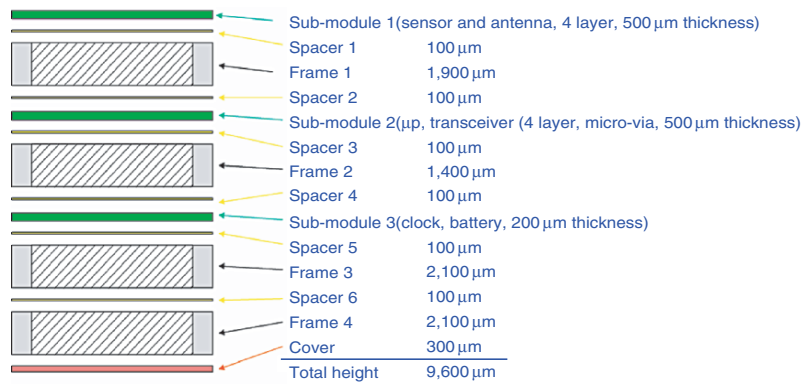 Sub-module 1(sensor and antenna, 4 layer, 500 μm thickness)
Spacer 1 100 μm
Frame 1 1,900 μm
Spacer 2 100 μm
Sub-module 2(μp, transceiver (4 layer, micro-via, 500 μm thickness)
Spacer 3 100 μm
Frame 2 1,400 μm
Spacer 4 100 μm
Sub-module 3(clock, battery, 200 μm thickness)
Spacer 5 100 μm
Frame 3 2,100 μm
Spacer 6 100 μm
Frame 4 2,100 μm
Cover 300 μm
Total height 9,600 μm